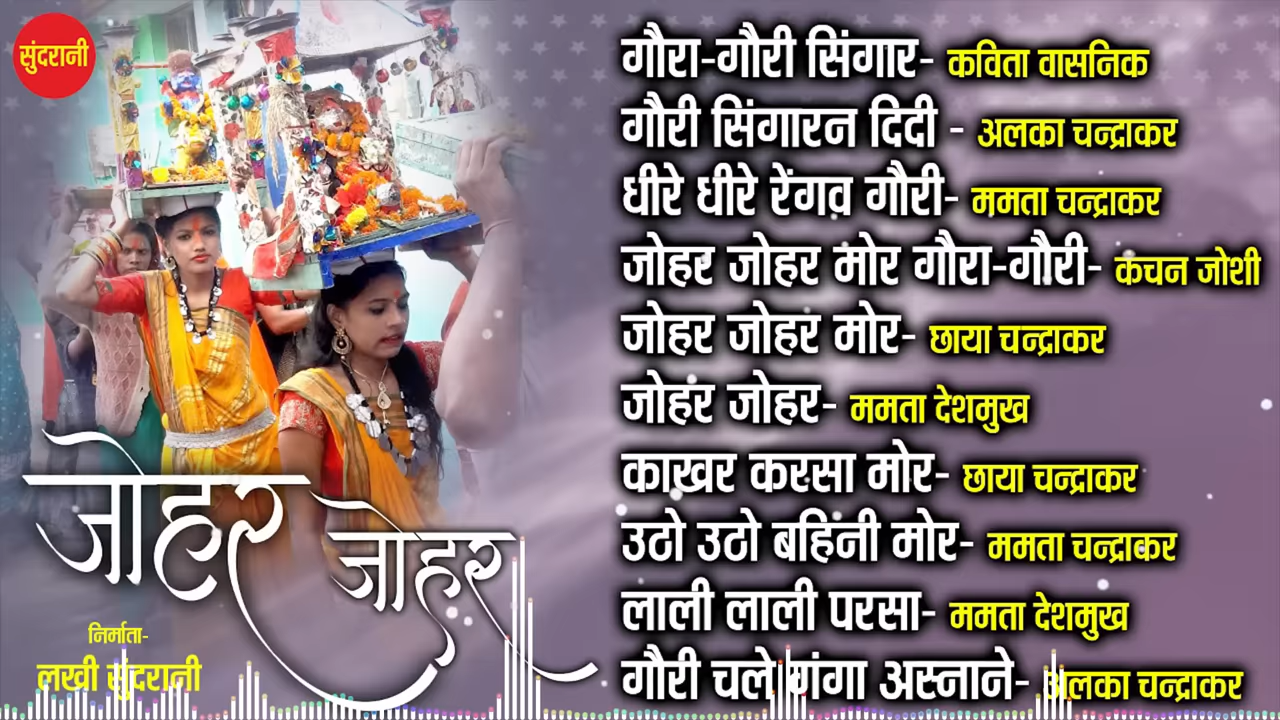 सुंदरानी
गौरा-गौरी सिंगार- कविता वासनिक
गौरी सिंगारन दिदी - अलका चन्द्राकर
धीरे धीरे रेंगव गौरी- ममता चन्द्राकर
जोहर जोहर मोर गौरा-गौरी- कचन जोशी
जोहर जोहर मोर- छाया चन्द्राकर
जोहर जोहर- ममता देशमुख
काखर करसा मोर- छाया चन्द्राकर
उठो उठो बहिनी मोर- ममता चन्द्राकर
लाली लाली परसा- ममता देशमुख
गौरी चले गंगा अस्नाने- अलका चन्द्राकर
जोहर जोहर
निर्माता-
लखी सुंदरानी